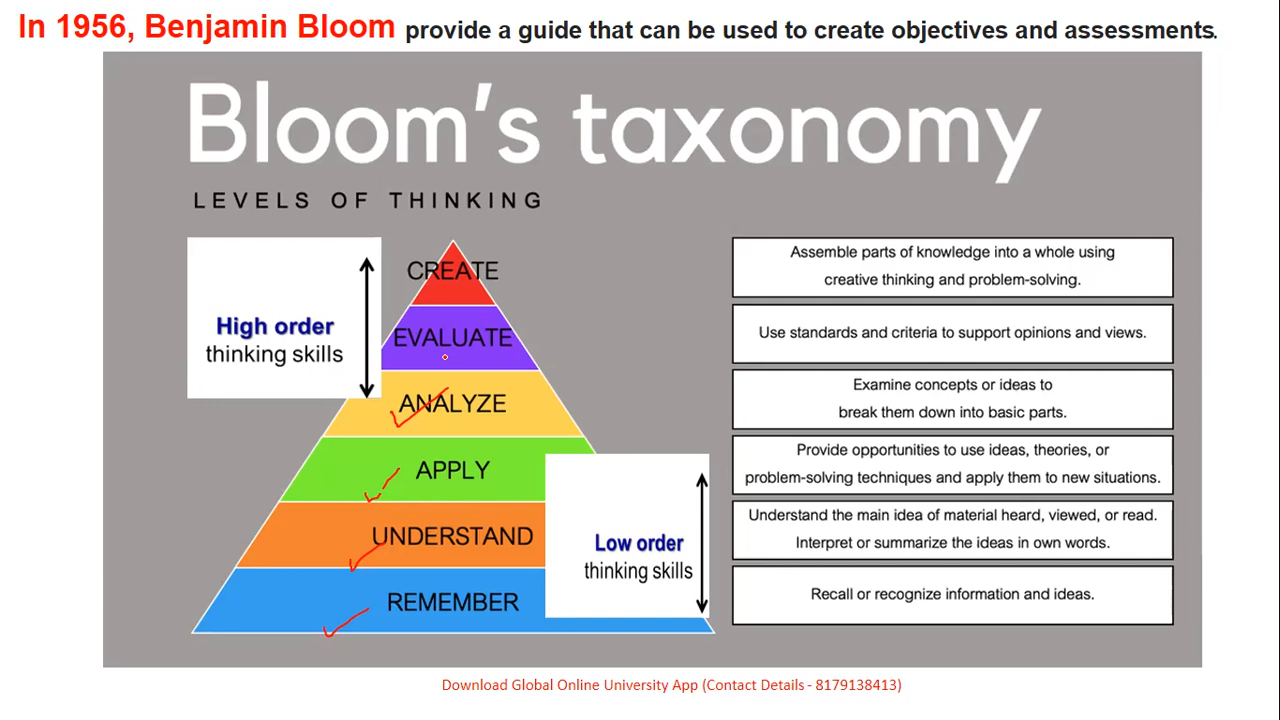 In 1956, Benjamin Bloom provide a guide that can be used to create objectives and assessments.
Bloom's taxonomy
LEVELS OF THINKING
High order
thinking skills
CREATE
EVALUATE
ANALYZE
APPLY
UNDERSTAND
REMEMBER
Low order
thinking skills
Assemble parts of knowledge into a whole using
creative thinking and problem-solving.
Use standards and criteria to support opinions and views.
Examine concepts or ideas to
break them down into basic parts.
Provide opportunities to use ideas, theories, or
problem-solving techniques and apply them to new situations.
Understand the main idea of material heard, viewed, or read.
Interpret or summarize the ideas in own words.
Recall or recognize information and ideas.
Download Global Online University App (Contact Details - 8179138413)